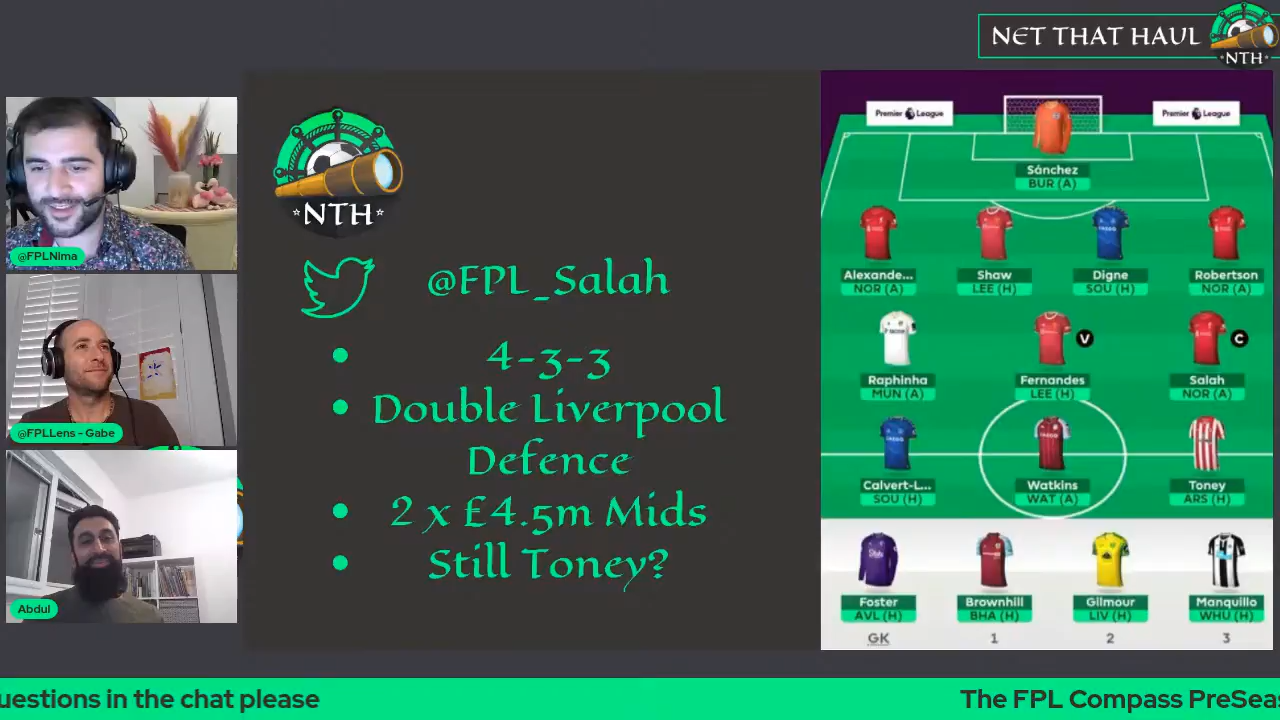 NET THAT HAUL
NTH
@FPLNima
@FPLLens - Gabe
Abdul
NTH
@FPL_Salah
4-3-3
Double Liverpool
Defence
2 x £4.5m Mids
Still Toney?
Premier League
Premier League
Sánchez
BUR (A)
Alexande...
NOR (A)
Shaw
LEE (H)
Digne
SOU (H)
Robertson
NOR (A)
Raphinha
MUN (A)
V
Fernandes
LEE (H)
C
Salah
NOR (A)
Calvert-L...
SOU (H)
Watkins
WAT (A)
Toney
ARS (H)
Foster
AVL (H)
GK
Brownhill
BHA (H)
1
Gilmour
LIV (H)
2
Manquillo
WHU (H)
3
uestions in the chat please
The FPL Compass PreSeas